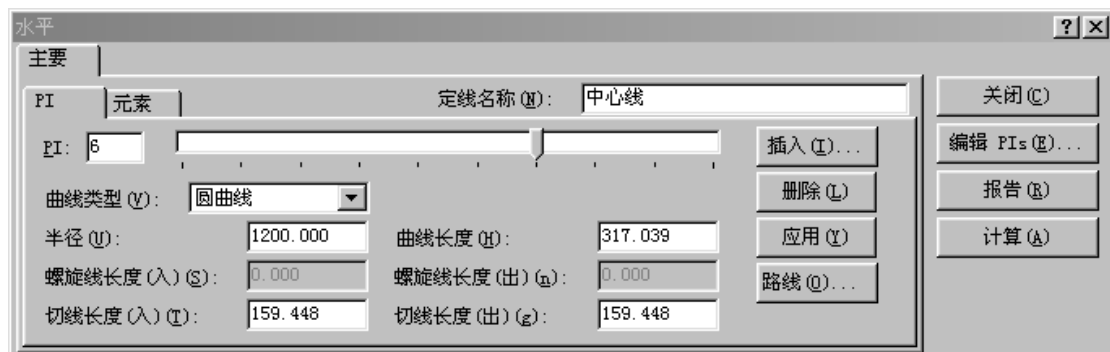 水平
主要
PI 元素 定线名称(N): 中心线 关闭(C)
PI: 6 插入(I)... 编辑 PIs(E)...
曲线类型(V): 圆曲线 删除(L) 报告(R)
半径(U): 1200.000 曲线长度(H): 317.039 应用(Y) 计算(A)
螺旋线长度(入)(S): 0.000 螺旋线长度(出)(n): 0.000 路线(O)...
切线长度(入)(T): 159.448 切线长度(出)(g): 159.448